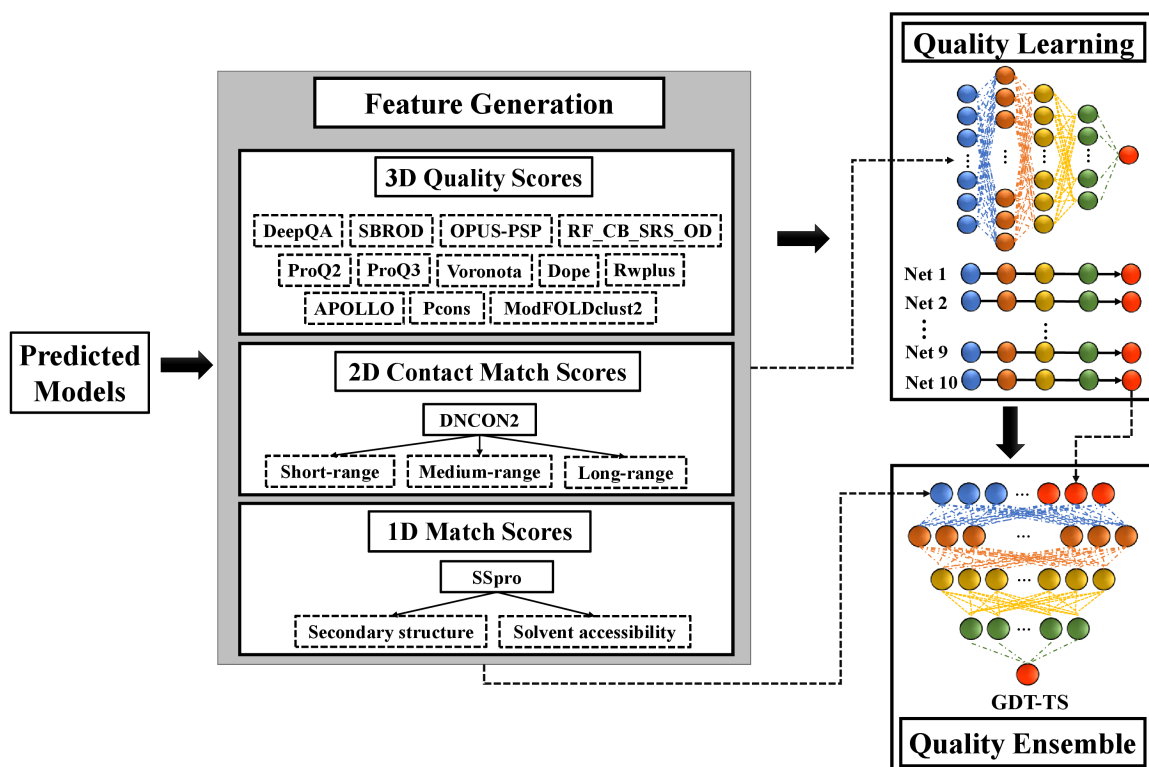 Predicted
Models
Feature Generation
3D Quality Scores
DeepQA SBROD OPUS-PSP RF_CB_SRS_OD
ProQ2 ProQ3 Voronota Dope Rwplus
APOLLO Pcons ModFOLDclust2
2D Contact Match Scores
DNCON2
Short-range Medium-range Long-range
1D Match Scores
SSpro
Secondary structure Solvent accessibility
Quality Learning
Net 1
Net 2
Net 9
Net 10
GDT-TS
Quality Ensemble